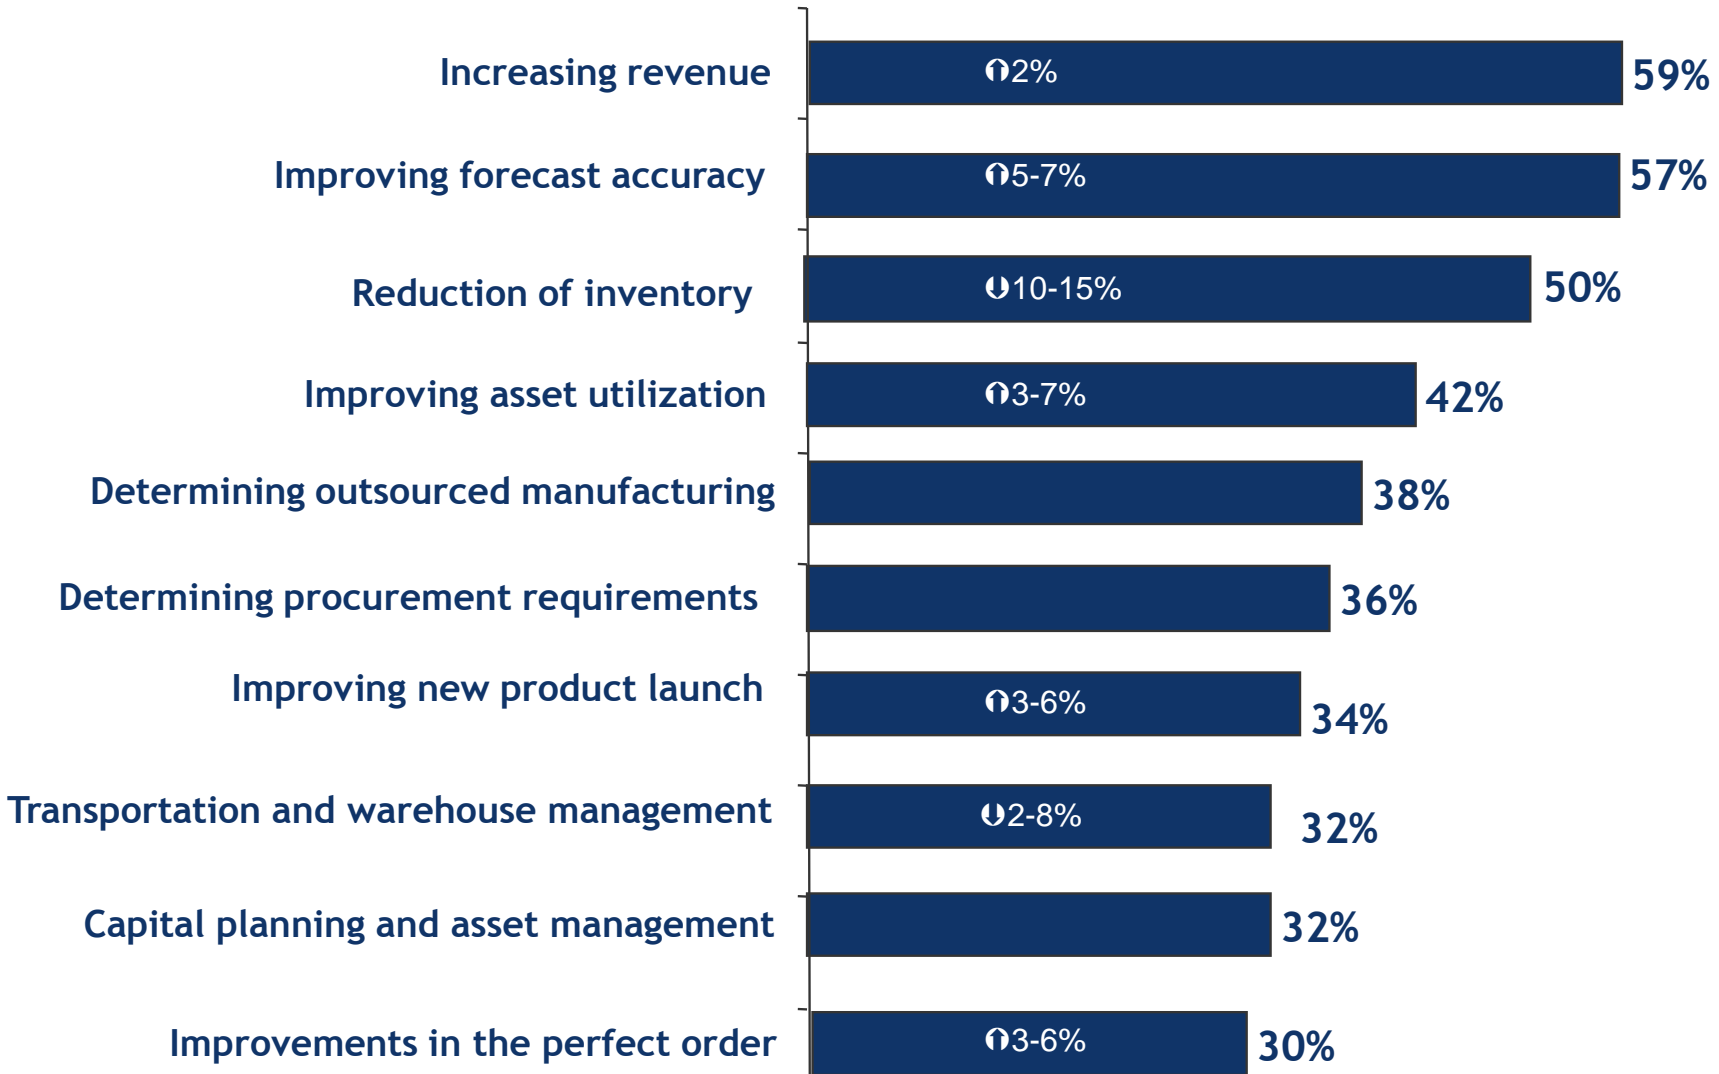 Increasing revenue ⮉2% 59%
Improving forecast accuracy ⮉5-7% 57%
Reduction of inventory ⮋10-15% 50%
Improving asset utilization ⮉3-7% 42%
Determining outsourced manufacturing 38%
Determining procurement requirements 36%
Improving new product launch ⮉3-6% 34%
Transportation and warehouse management ⮋2-8% 32%
Capital planning and asset management 32%
Improvements in the perfect order ⮉3-6% 30%